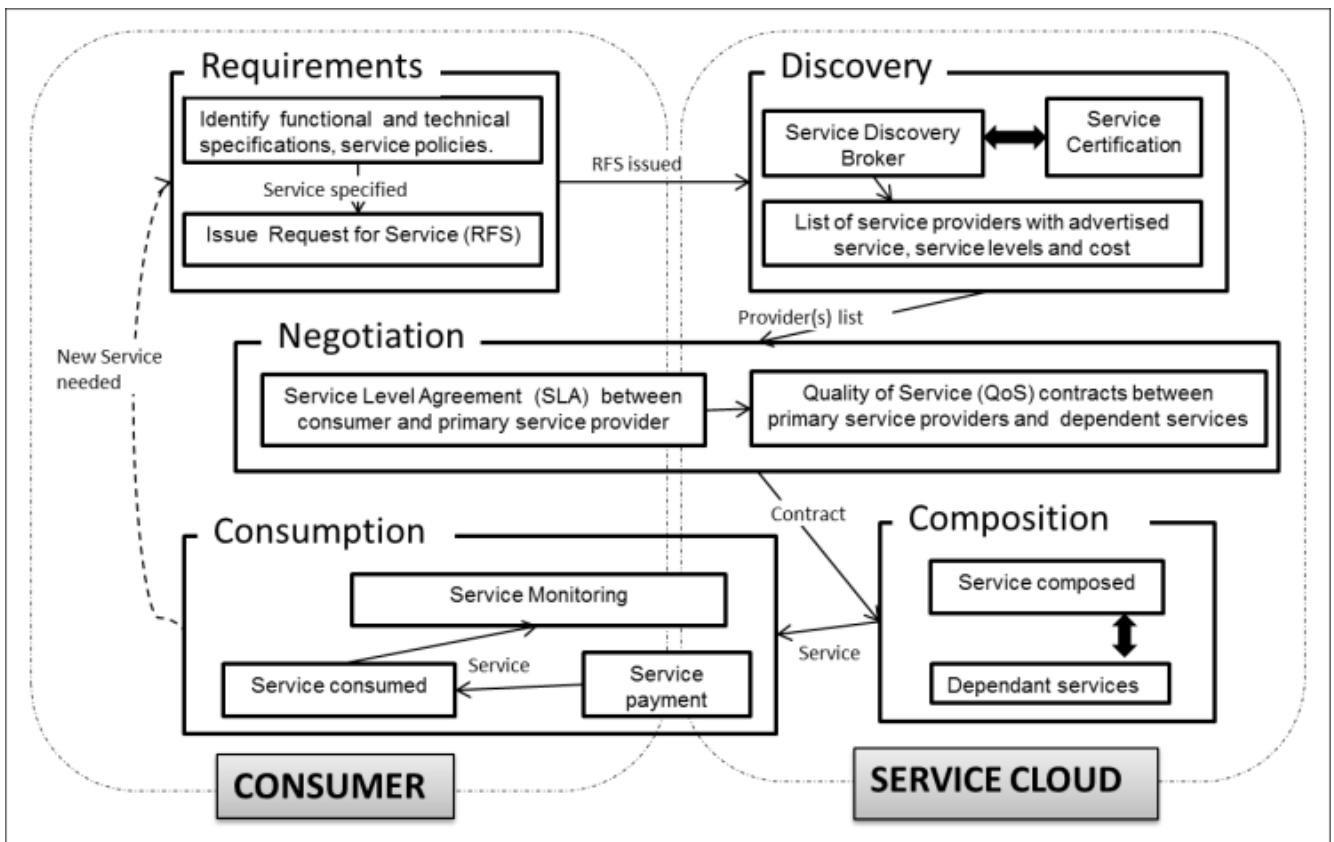 Requirements
Identify functional and technical
specifications, service policies.
Service specified
Issue Request for Service (RFS)
RFS issued
Discovery
Service Discovery
Broker
Service
Certification
List of service providers with advertised
service, service levels and cost
Provider(s) list
New Service
needed
Negotiation
Service Level Agreement (SLA) between
consumer and primary service provider
Quality of Service (QoS) contracts between
primary service providers and dependent services
Contract
Consumption
Service Monitoring
Service consumed
Service
Service
payment
Service
Composition
Service composed
Dependant services
CONSUMER
SERVICE CLOUD